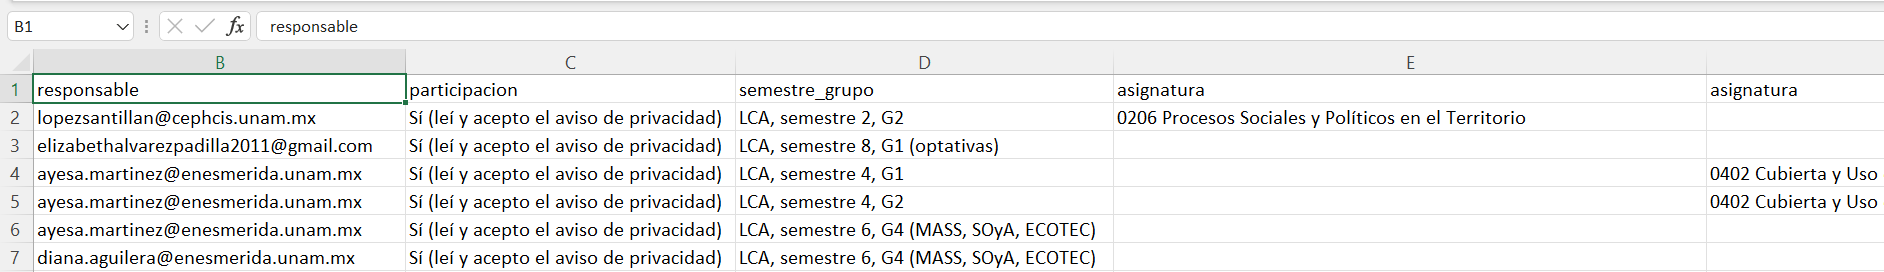 B1 fx responsable
B C D E
1 responsable participacion semestre_grupo asignatura asignatura
2 lopezsantillan@cephcis.unam.mx Sí (leí y acepto el aviso de privacidad) LCA, semestre 2, G2 0206 Procesos Sociales y Políticos en el Territorio
3 elizabethalvarezpadilla2011@gmail.com Sí (leí y acepto el aviso de privacidad) LCA, semestre 8, G1 (optativas)
4 ayesa.martinez@enesmerida.unam.mx Sí (leí y acepto el aviso de privacidad) LCA, semestre 4, G1 0402 Cubierta y Uso
5 ayesa.martinez@enesmerida.unam.mx Sí (leí y acepto el aviso de privacidad) LCA, semestre 4, G2 0402 Cubierta y Uso
6 ayesa.martinez@enesmerida.unam.mx Sí (leí y acepto el aviso de privacidad) LCA, semestre 6, G4 (MASS, SOyA, ECOTEC)
7 diana.aguilera@enesmerida.unam.mx Sí (leí y acepto el aviso de privacidad) LCA, semestre 6, G4 (MASS, SOyA, ECOTEC)